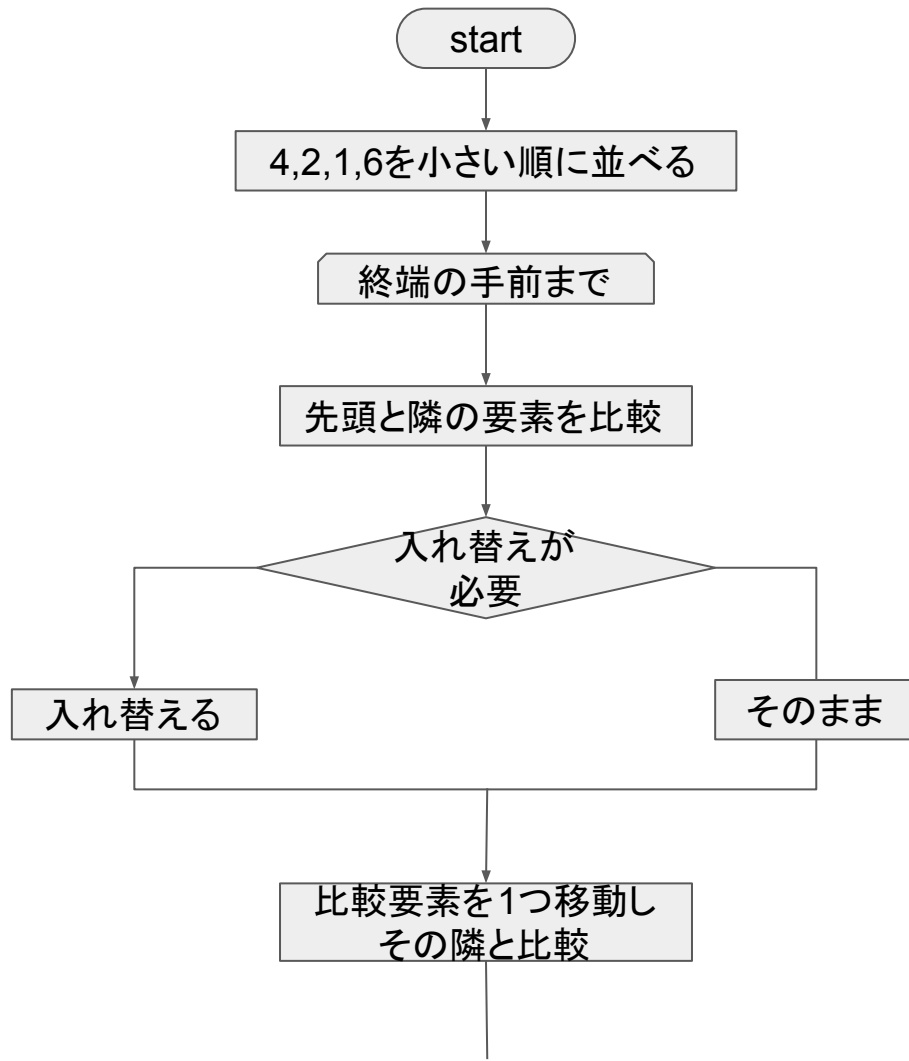 start
4,2,1,6を小さい順に並べる
終端の手前まで
先頭と隣の要素を比較
入れ替えが
必要
入れ替える
そのまま
比較要素を1つ移動し
その隣と比較